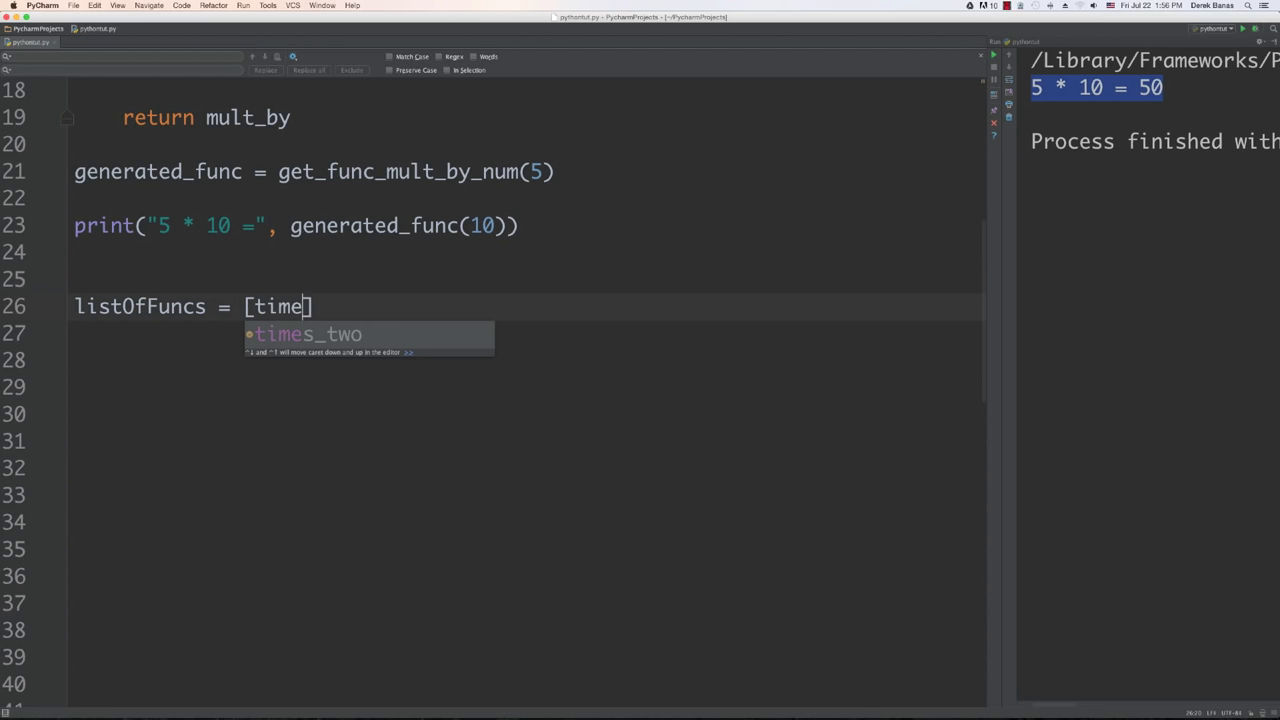 PyCharm File Edit View Navigate Code Refactor Run Tools VCS Window Help 10 Fri Jul 22 1:56 PM Derek Banas
pythontut.py - PycharmProjects - [~/PycharmProjects]
PycharmProjects pythontut.py pythontut
pythontut.py Run pythontut
Match Case Regex Words
Replace Replace all Exclude Preserve Case In Selection
/Library/Frameworks/P
5 * 10 = 50
Process finished with
18
19 return mult_by
20
21 generated_func = get_func_mult_by_num(5)
22
23 print("5 * 10 =", generated_func(10))
24
25
26 listOfFuncs = [time]
27 times_two
^↓ and ^↑ will move caret down and up in the editor >>
28
29
30
31
32
33
34
35
36
37
38
39
40
26:20 LF≑ UTF-8≑